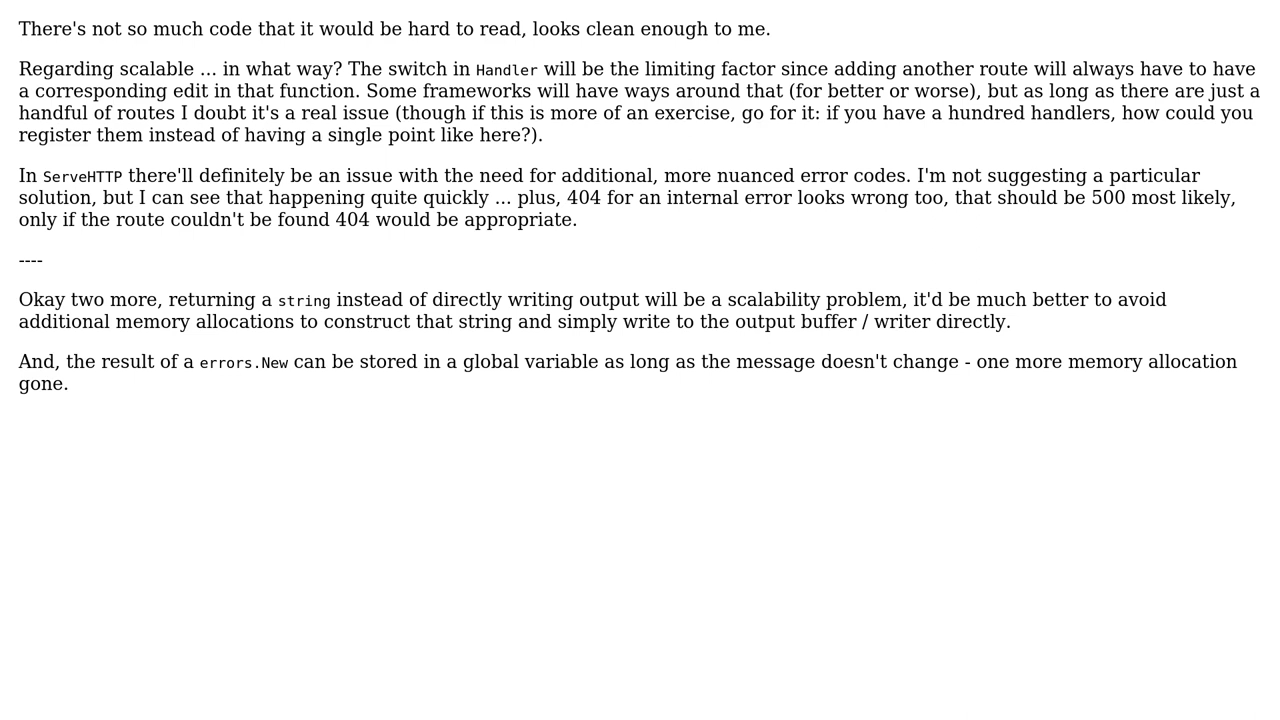 There's not so much code that it would be hard to read, looks clean enough to me.
Regarding scalable ... in what way? The switch in Handler will be the limiting factor since adding another route will always have to have
a corresponding edit in that function. Some frameworks will have ways around that (for better or worse), but as long as there are just a
handful of routes I doubt it's a real issue (though if this is more of an exercise, go for it: if you have a hundred handlers, how could you
register them instead of having a single point like here?).
In ServeHTTP there'll definitely be an issue with the need for additional, more nuanced error codes. I'm not suggesting a particular
solution, but I can see that happening quite quickly ... plus, 404 for an internal error looks wrong too, that should be 500 most likely,
only if the route couldn't be found 404 would be appropriate.
----
Okay two more, returning a string instead of directly writing output will be a scalability problem, it'd be much better to avoid
additional memory allocations to construct that string and simply write to the output buffer / writer directly.
And, the result of a errors.New can be stored in a global variable as long as the message doesn't change - one more memory allocation
gone.